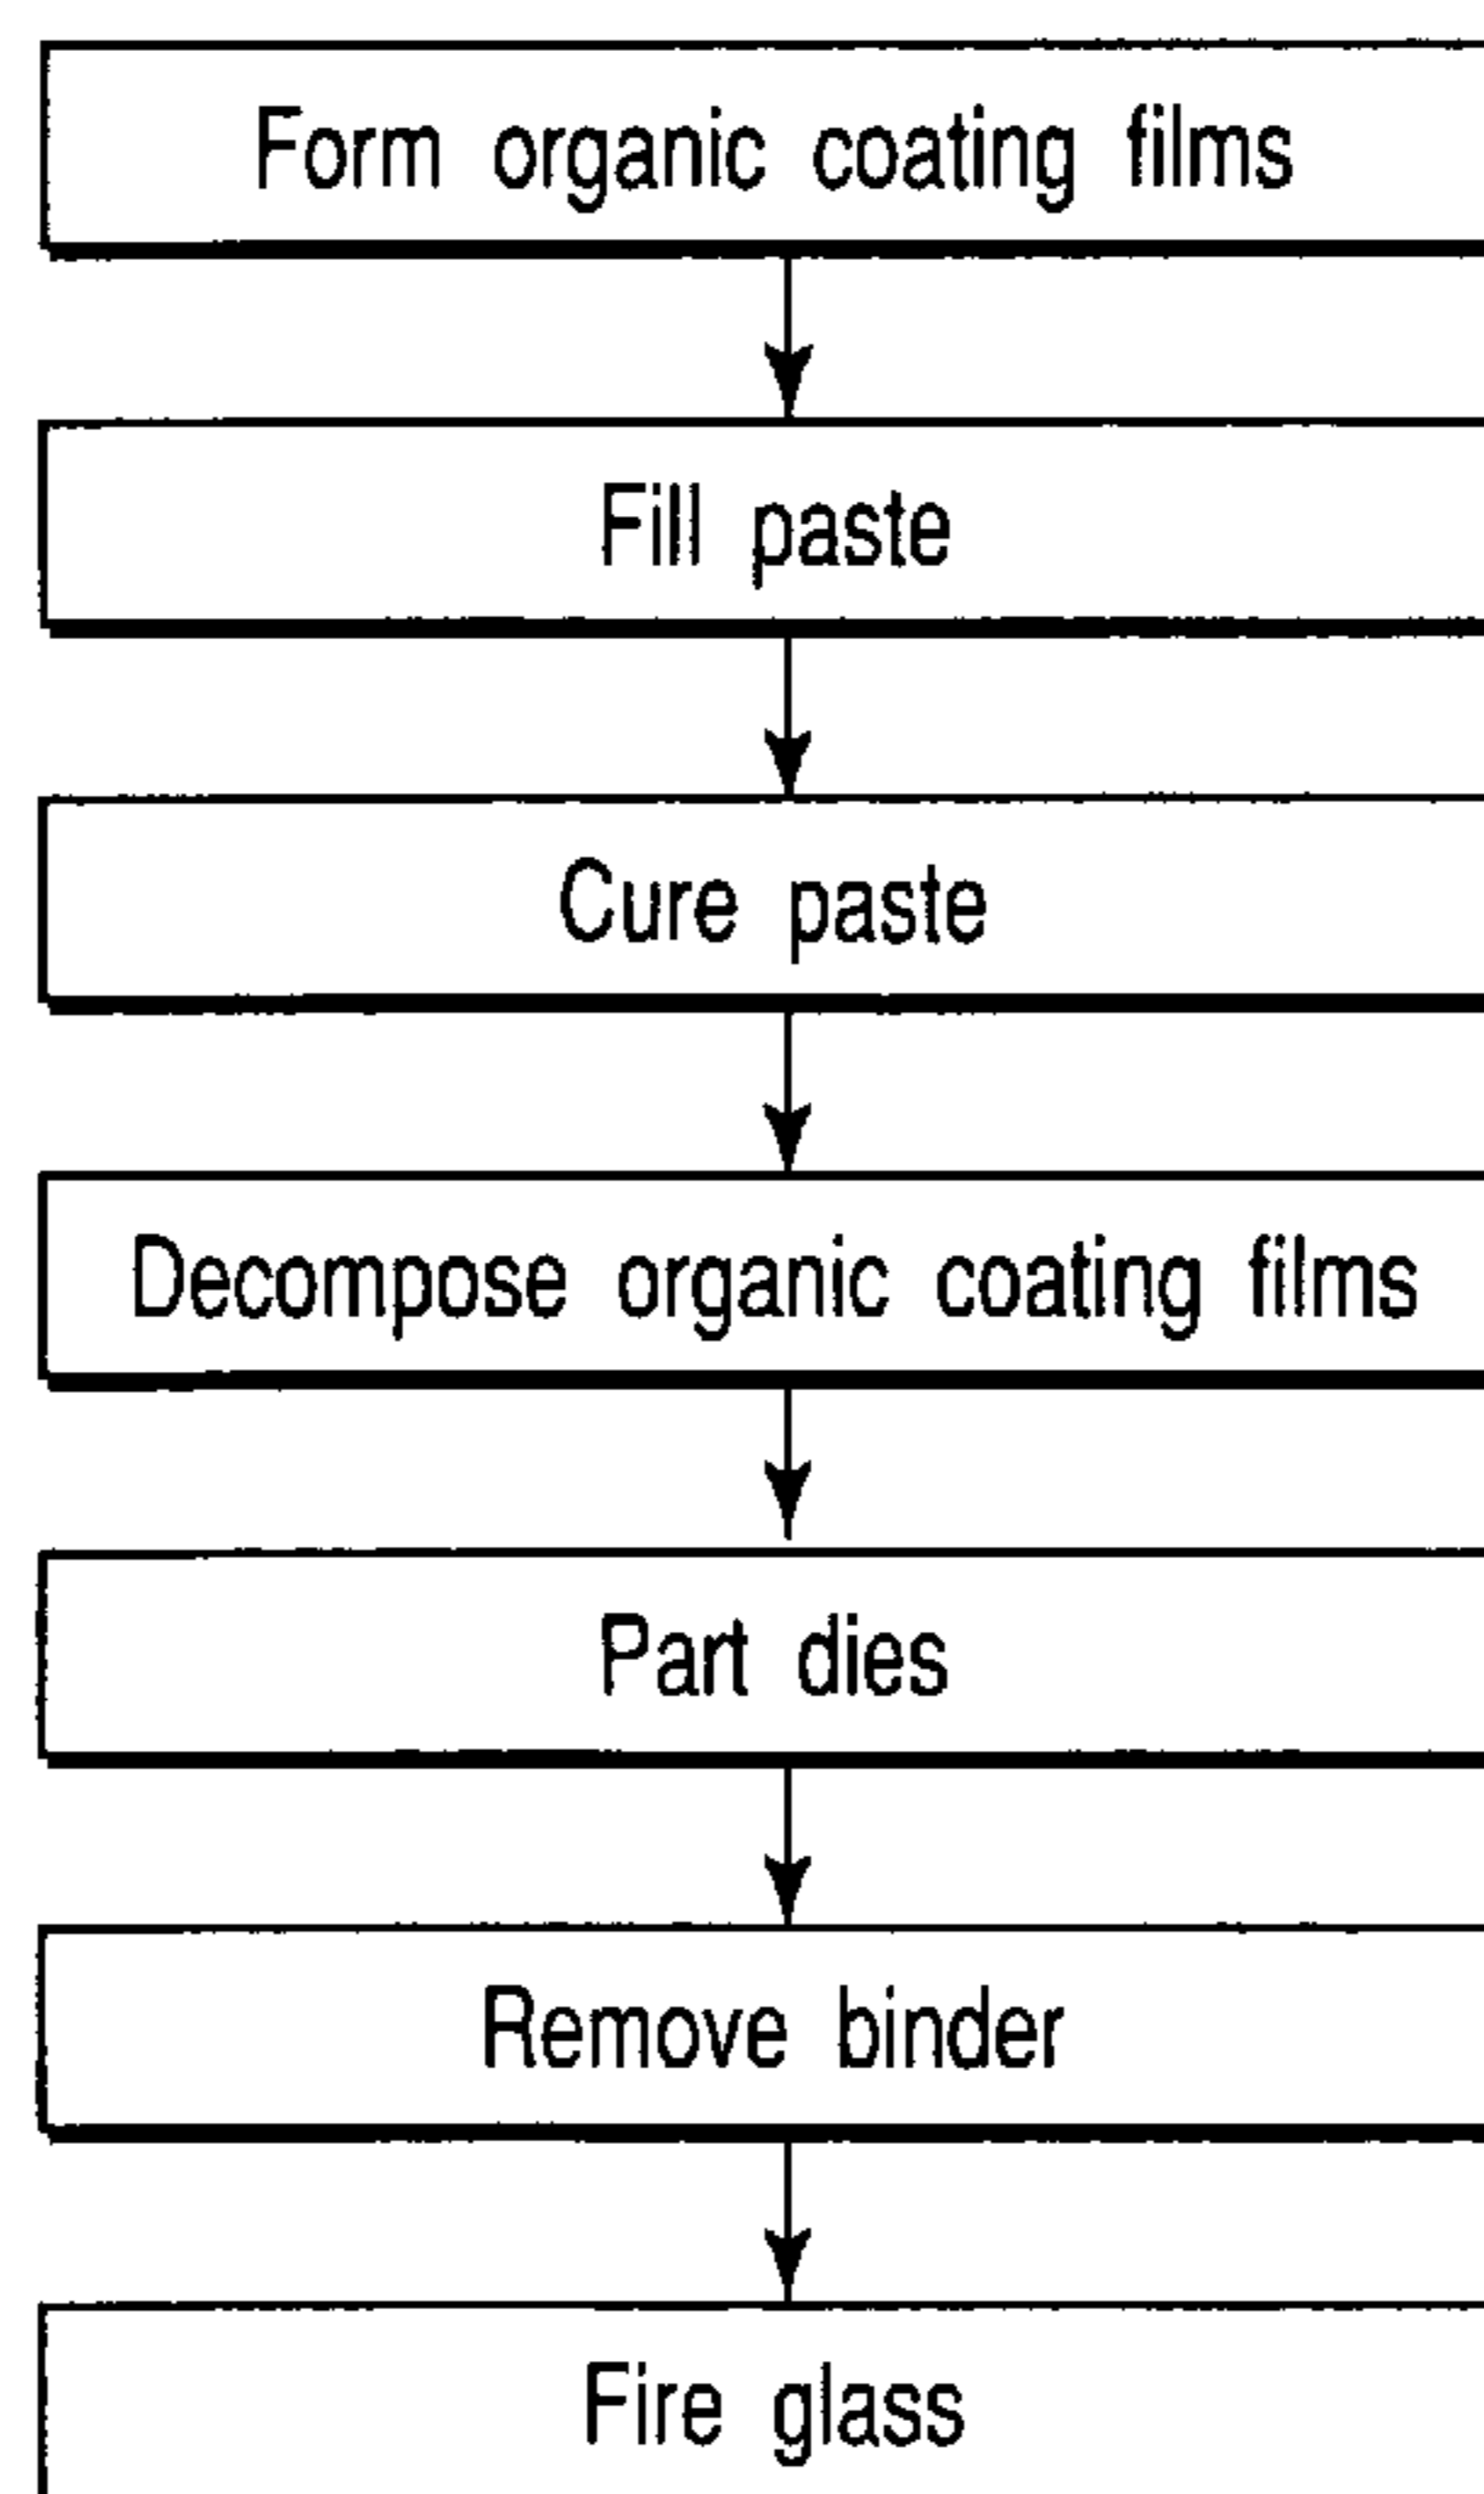 Form organic coating films
Fill paste
Cure paste
Decompose organic coating films
Part dies
Remove binder
Fire glass